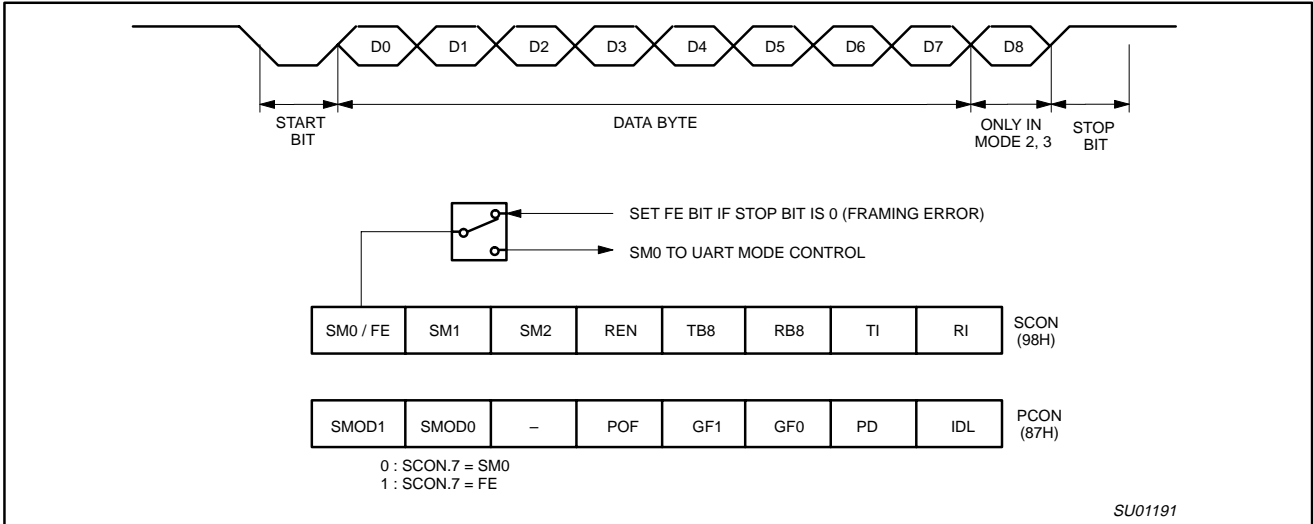 D0 D1 D2 D3 D4 D5 D6 D7 D8
START
BIT
DATA BYTE
ONLY IN
MODE 2, 3
STOP
BIT
SET FE BIT IF STOP BIT IS 0 (FRAMING ERROR)
SM0 TO UART MODE CONTROL
SM0 / FE SM1 SM2 REN TB8 RB8 TI RI
SCON
(98H)
SMOD1 SMOD0 – POF GF1 GF0 PD IDL
PCON
(87H)
0 : SCON.7 = SM0
1 : SCON.7 = FE
SU01191